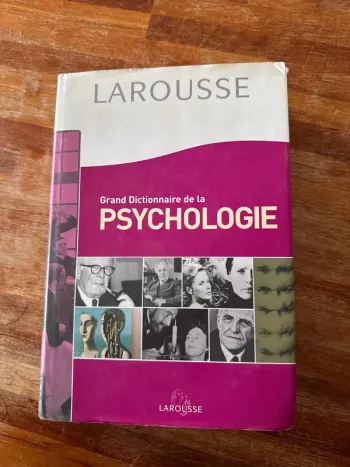 LAROUSSE
Grand Dictionnaire de la
PSYCHOLOGIE
LAROUSSE